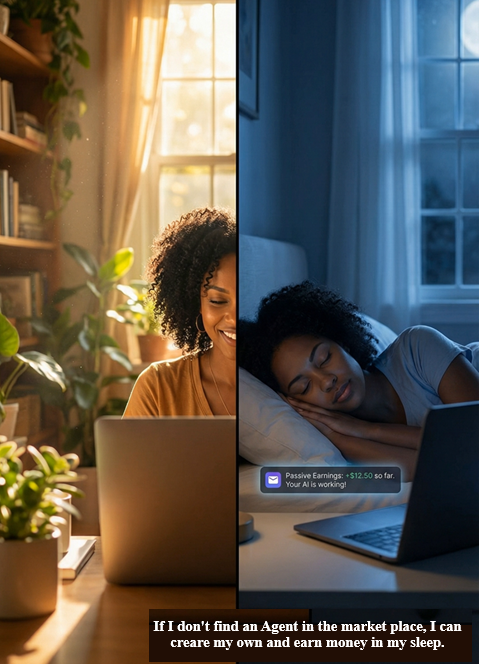 Passive Earnings: +$12.50 so far.
Your AI is working!
If I don't find an Agent in the market place, I can
creare my own and earn money in my sleep.